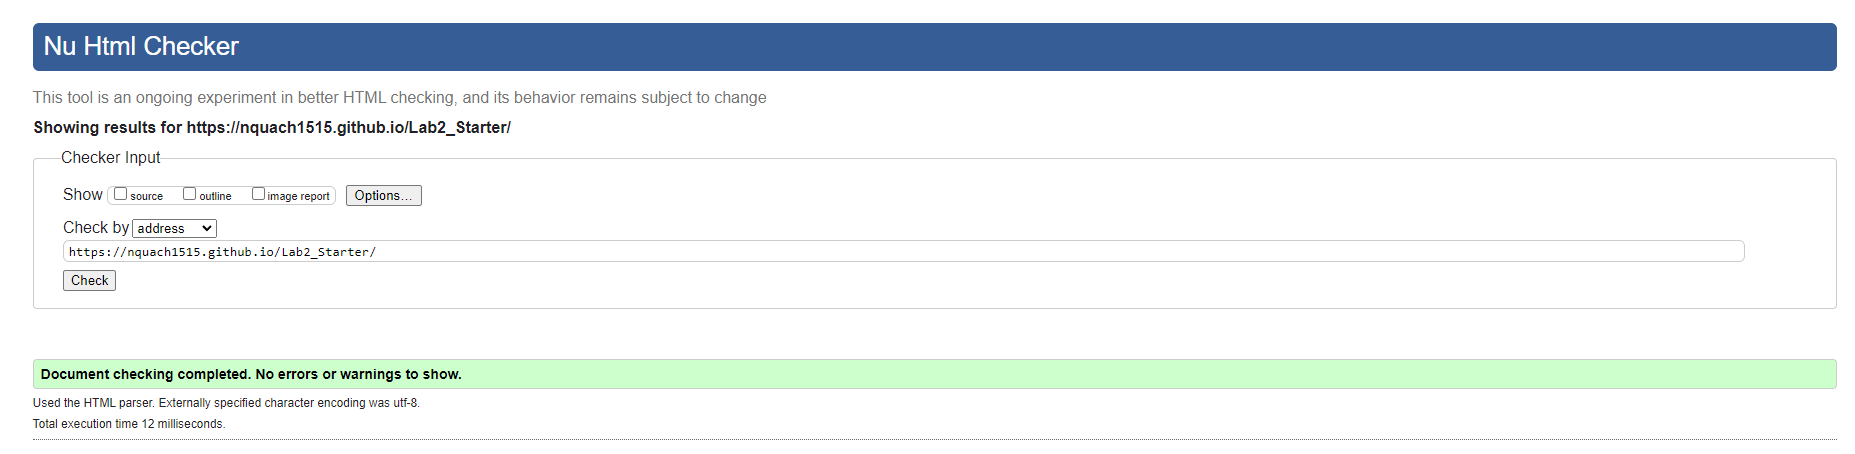 Nu Html Checker
This tool is an ongoing experiment in better HTML checking, and its behavior remains subject to change
Showing results for https://nquach1515.github.io/Lab2_Starter/
Checker Input
Show source outline image report Options...
Check by address
https://nquach1515.github.io/Lab2_Starter/
Check
Document checking completed. No errors or warnings to show.
Used the HTML parser. Externally specified character encoding was utf-8.
Total execution time 12 milliseconds.